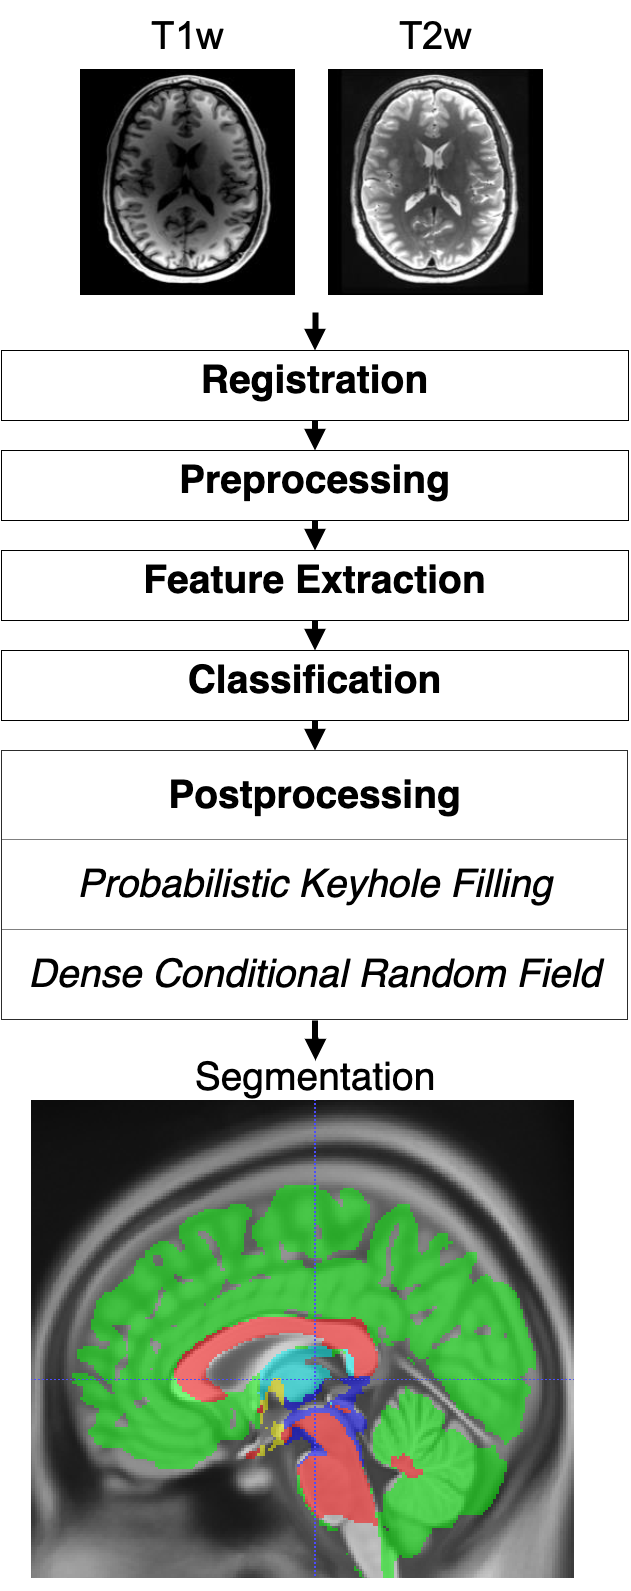 T1w T2w
Registration
Preprocessing
Feature Extraction
Classification
Postprocessing
Probabilistic Keyhole Filling
Dense Conditional Random Field
Segmentation